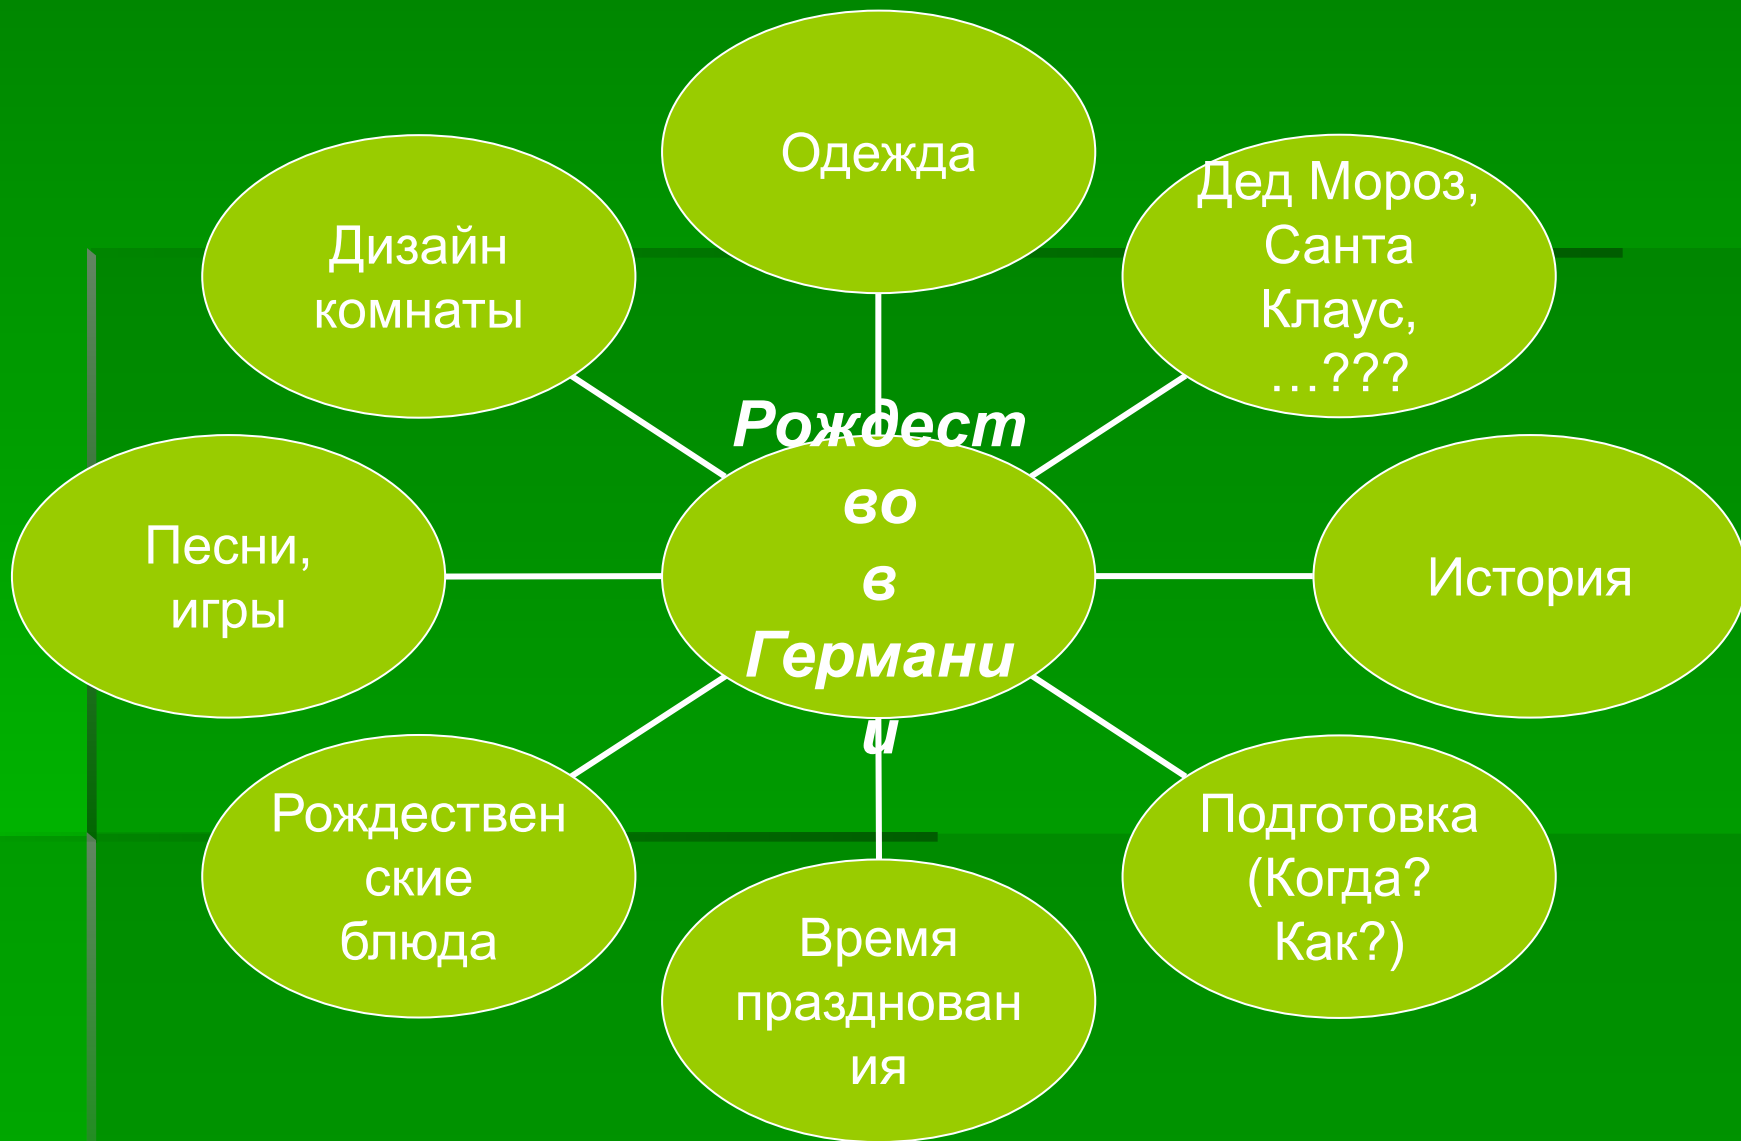 Одежда
Дед Мороз,
Санта
Клаус,
…???
История
Подготовка
(Когда?
Как?)
Время
празднован
ия
Рождествен
ские
блюда
Песни,
игры
Дизайн
комнаты
Рождест
во
в
Германи
и